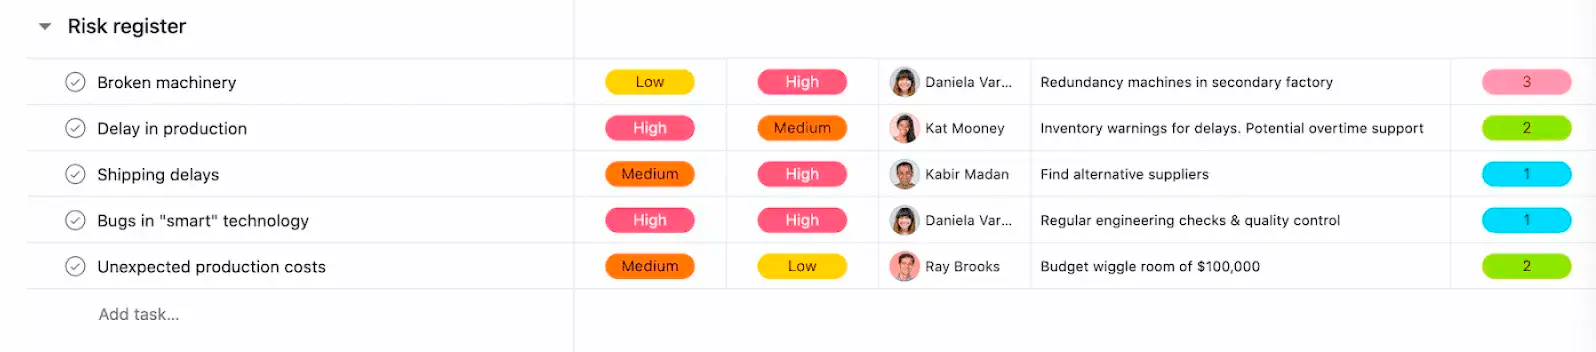 Risk register
Broken machinery Low High Daniela Var... Redundancy machines in secondary factory 3
Delay in production High Medium Kat Mooney Inventory warnings for delays. Potential overtime support 2
Shipping delays Medium High Kabir Madan Find alternative suppliers 1
Bugs in "smart" technology High High Daniela Var... Regular engineering checks & quality control 1
Unexpected production costs Medium Low Ray Brooks Budget wiggle room of $100,000 2
Add task...